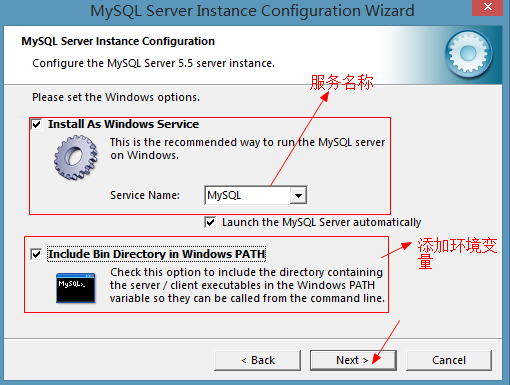 MySQL Server Instance Configuration Wizard
MySQL Server Instance Configuration
Configure the MySQL Server 5.5 server instance.
服务名称
Please set the Windows options.
Install As Windows Service
This is the recommended way to run the MySQL server
on Windows.
Service Name:
MySQL
Launch the MySQL Server automatically
添加环境变
量
Include Bin Directory in Windows PATH
MySQL>_
Check this option to include the directory containing
the server / client executables in the Windows PATH
variable so they can be called from the command line.
< Back
Next >
Cancel